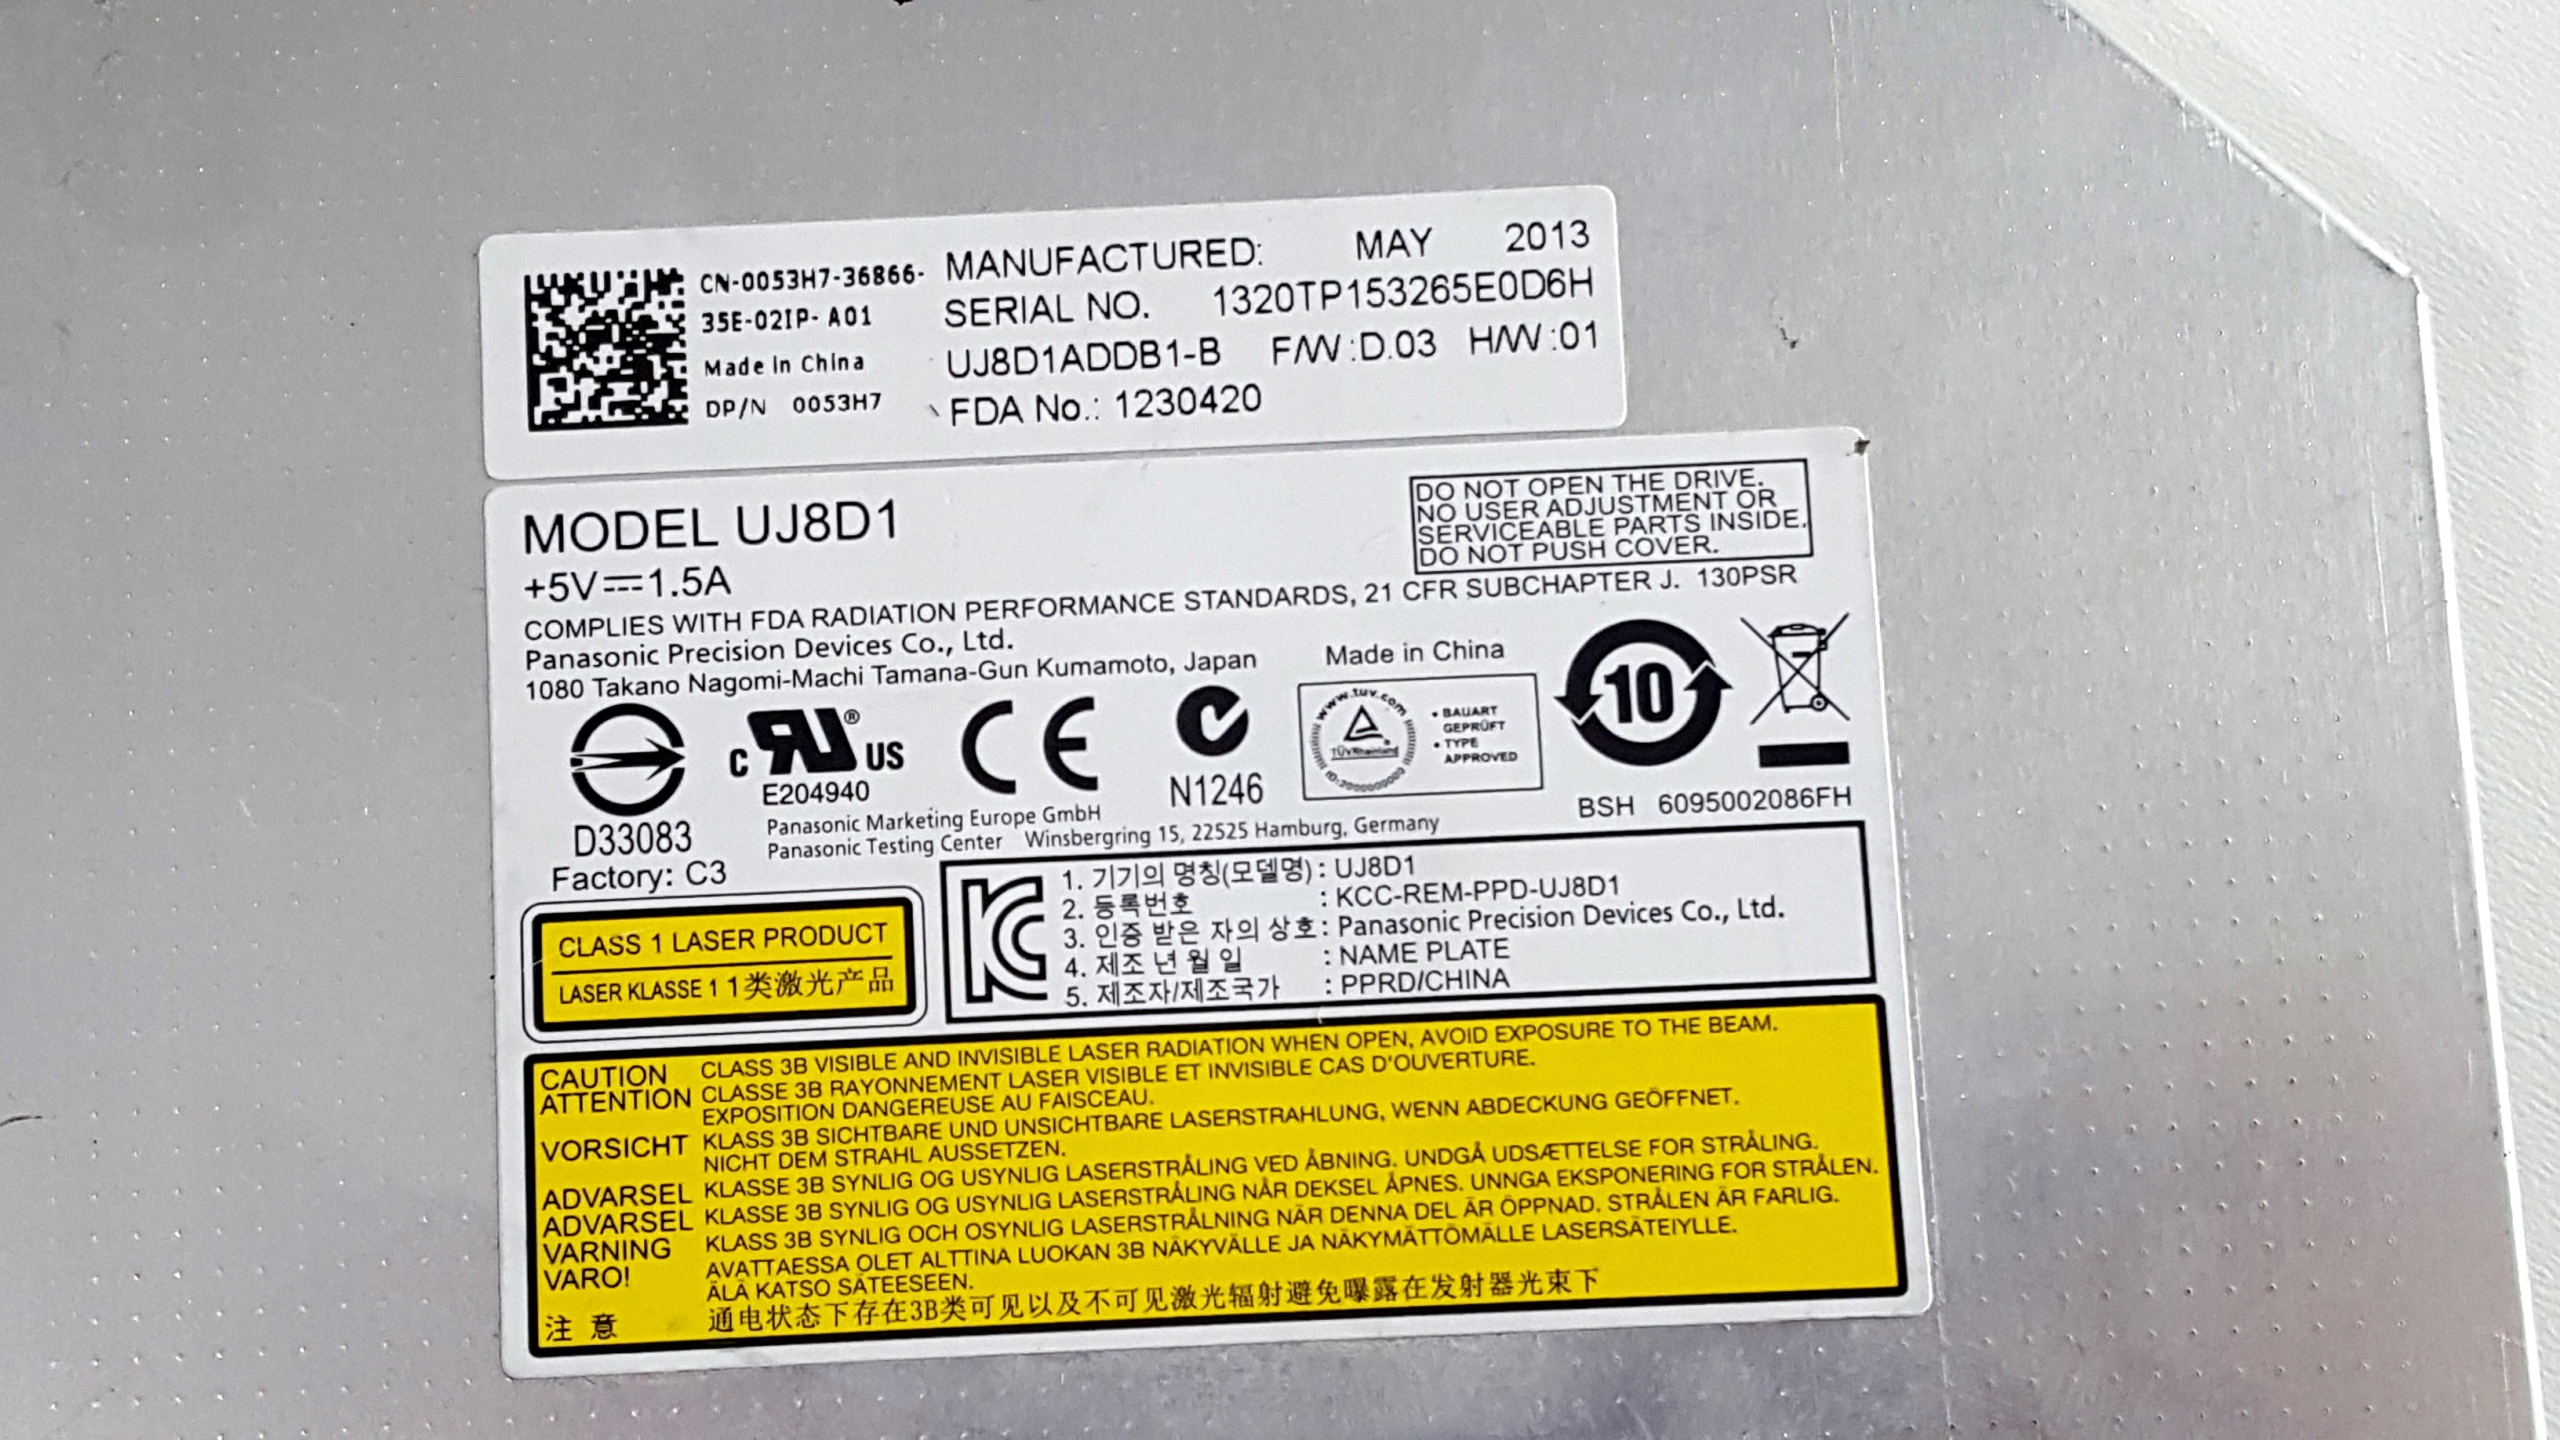 CN-0053H7-36866-
35E-02IP- A01
Made In China
DP/N 0053H7
MANUFACTURED: MAY 2013
SERIAL NO. 1320TP153265E0D6H
UJ8D1ADDB1-B F/W :D.03 H/W :01
FDA No.: 1230420
MODEL UJ8D1
+5V⎓1.5A
DO NOT OPEN THE DRIVE.
NO USER ADJUSTMENT OR
SERVICEABLE PARTS INSIDE.
DO NOT PUSH COVER.
COMPLIES WITH FDA RADIATION PERFORMANCE STANDARDS, 21 CFR SUBCHAPTER J. 130PSR
Panasonic Precision Devices Co., Ltd.
1080 Takano Nagomi-Machi Tamana-Gun Kumamoto, Japan
Made in China
D33083
Factory: C3
C RU® US
E204940
CE
N1246
www.tuv.com
TÜVRheinland
• BAUART
GEPRÜFT
• TYPE
APPROVED
10
BSH 6095002086FH
Panasonic Marketing Europe GmbH
Panasonic Testing Center Winsbergring 15, 22525 Hamburg, Germany
CLASS 1 LASER PRODUCT
LASER KLASSE 1 1类激光产品
KC
1. 기기의 명칭(모델명) : UJ8D1
2. 등록번호 : KCC-REM-PPD-UJ8D1
3. 인증 받은 자의 상호 : Panasonic Precision Devices Co., Ltd.
4. 제조 년 월 일 : NAME PLATE
5. 제조자/제조국가 : PPRD/CHINA
CAUTION CLASS 3B VISIBLE AND INVISIBLE LASER RADIATION WHEN OPEN, AVOID EXPOSURE TO THE BEAM.
ATTENTION CLASSE 3B RAYONNEMENT LASER VISIBLE ET INVISIBLE CAS D'OUVERTURE.
EXPOSITION DANGEREUSE AU FAISCEAU.
VORSICHT KLASS 3B SICHTBARE UND UNSICHTBARE LASERSTRAHLUNG, WENN ABDECKUNG GEÖFFNET.
NICHT DEM STRAHL AUSSETZEN.
ADVARSEL KLASSE 3B SYNLIG OG USYNLIG LASERSTRÅLING VED ÅBNING. UNDGÅ UDSÆTTELSE FOR STRÅLING.
ADVARSEL KLASSE 3B SYNLIG OG USYNLIG LASERSTRÅLING NÅR DEKSEL ÅPNES. UNNGA EKSPONERING FOR STRÅLEN.
VARNING KLASS 3B SYNLIG OCH OSYNLIG LASERSTRÅLNING NÄR DENNA DEL ÄR ÖPPNAD. STRÅLEN ÄR FARLIG.
VARO! AVATTAESSA OLET ALTTINA LUOKAN 3B NÄKYVÄLLE JA NÄKYMÄTTÖMÄLLE LASERSÄTEIYLLE.
ÄLÄ KATSO SÄTEESEEN.
注 意 通电状态下存在3B类可见以及不可见激光辐射避免曝露在发射器光束下